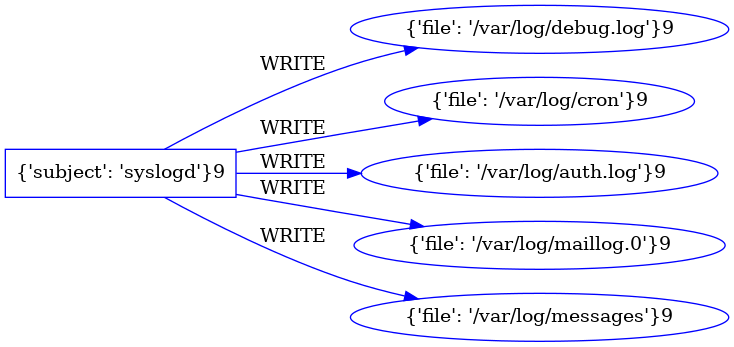 {'file': '/var/log/debug.log'}9
WRITE
{'file': '/var/log/cron'}9
WRITE
{'subject': 'syslogd'}9
WRITE
{'file': '/var/log/auth.log'}9
WRITE
{'file': '/var/log/maillog.0'}9
WRITE
{'file': '/var/log/messages'}9